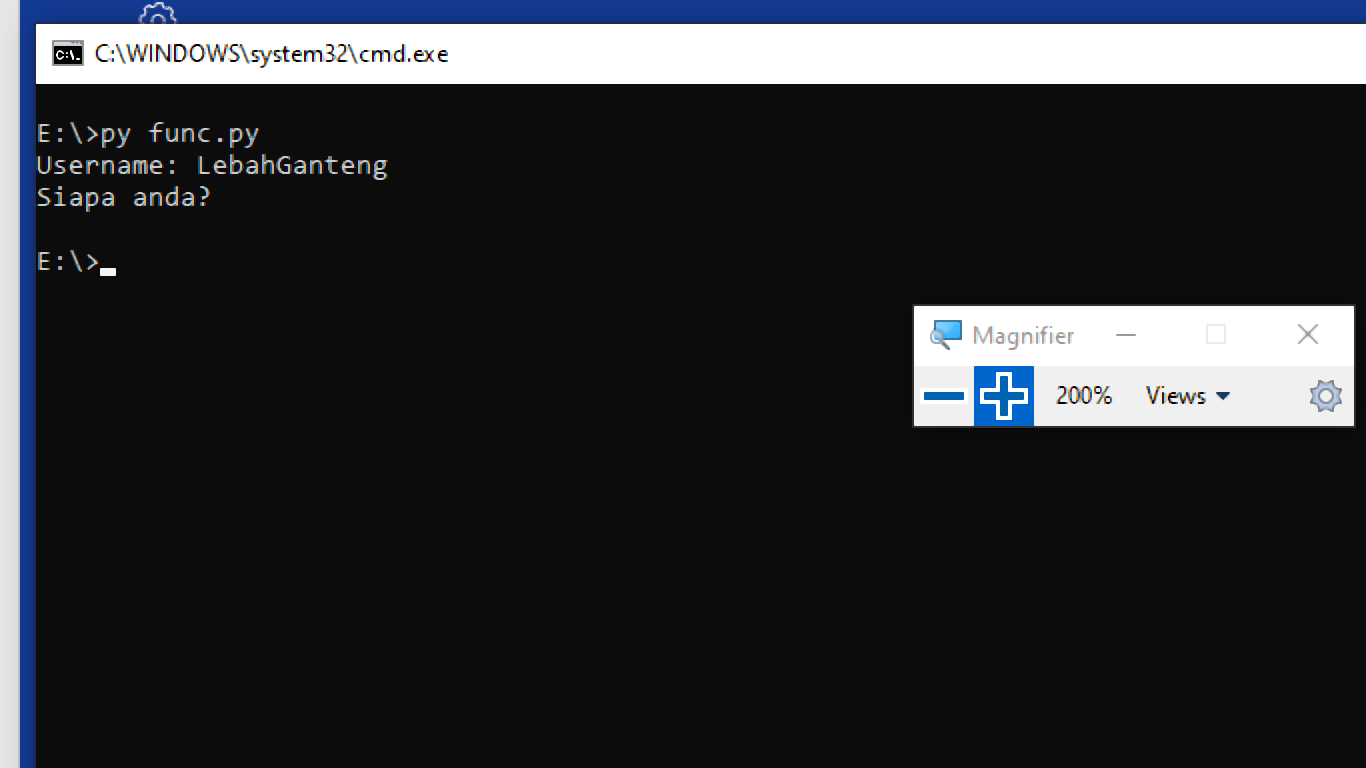 C:\WINDOWS\system32\cmd.exe
E:\>py func.py
Username: LebahGanteng
Siapa anda?
E:\>
Magnifier
200% Views